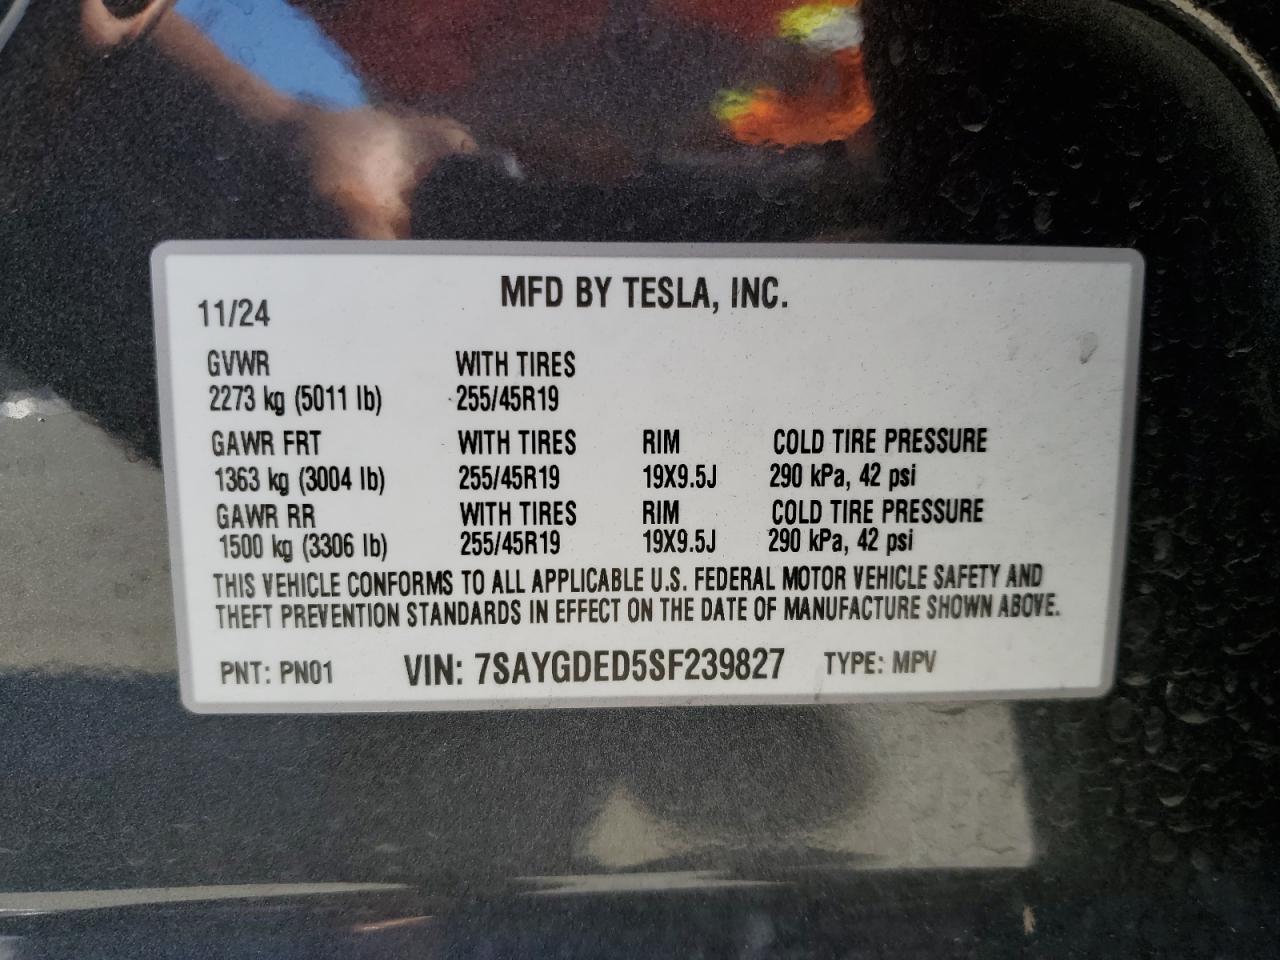 MFD BY TESLA, INC.
11/24
GVWR WITH TIRES
2273 kg (5011 lb) 255/45R19
GAWR FRT WITH TIRES RIM COLD TIRE PRESSURE
1363 kg (3004 lb) 255/45R19 19X9.5J 290 kPa, 42 psi
GAWR RR WITH TIRES RIM COLD TIRE PRESSURE
1500 kg (3306 lb) 255/45R19 19X9.5J 290 kPa, 42 psi
THIS VEHICLE CONFORMS TO ALL APPLICABLE U.S. FEDERAL MOTOR VEHICLE SAFETY AND
THEFT PREVENTION STANDARDS IN EFFECT ON THE DATE OF MANUFACTURE SHOWN ABOVE.
PNT: PN01 VIN: 7SAYGDED5SF239827 TYPE: MPV